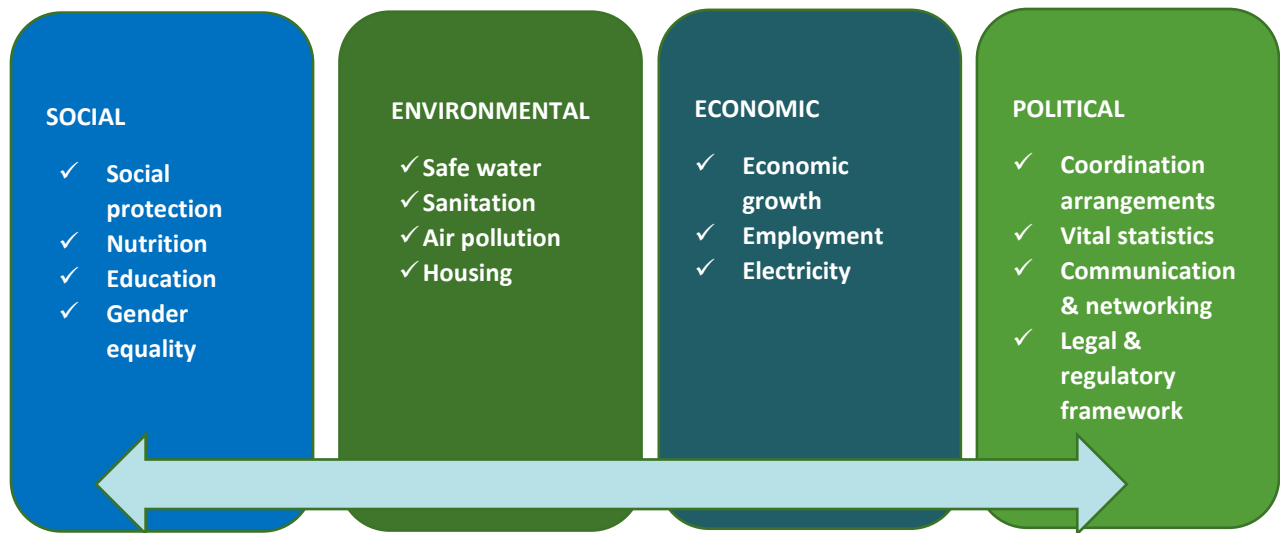 SOCIAL
✓ Social
protection
✓ Nutrition
✓ Education
✓ Gender
equality
ENVIRONMENTAL
✓ Safe water
✓ Sanitation
✓ Air pollution
✓ Housing
ECONOMIC
✓ Economic
growth
✓ Employment
✓ Electricity
POLITICAL
✓ Coordination
arrangements
✓ Vital statistics
✓ Communication
& networking
✓ Legal &
regulatory
framework